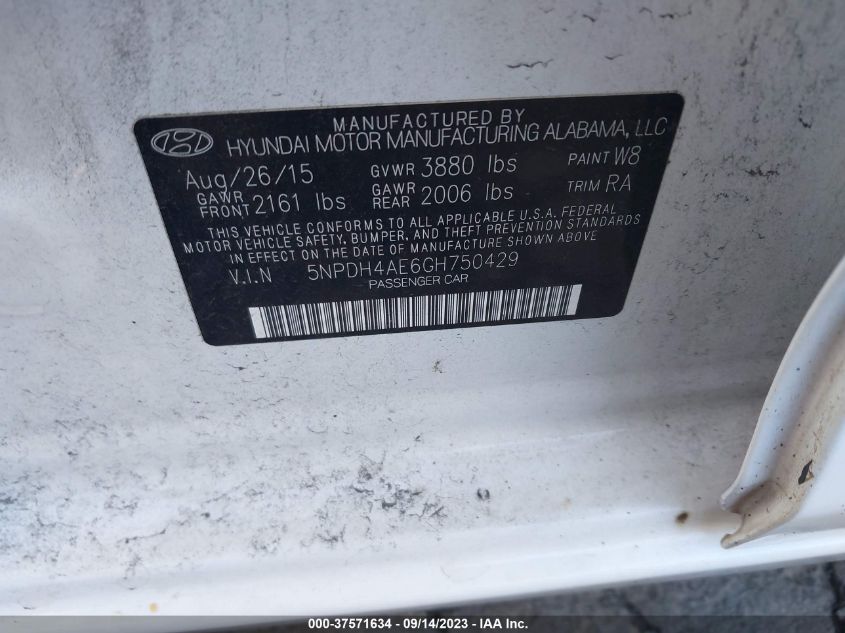 MANUFACTURED BY
HYUNDAI MOTOR MANUFACTURING ALABAMA, LLC
Aug/26/15 GVWR 3880 lbs PAINT W8
GAWR FRONT 2161 lbs GAWR REAR 2006 lbs TRIM RA
THIS VEHICLE CONFORMS TO ALL APPLICABLE U.S.A. FEDERAL
MOTOR VEHICLE SAFETY, BUMPER, AND THEFT PREVENTION STANDARDS
IN EFFECT ON THE DATE OF MANUFACTURE SHOWN ABOVE
V.I.N 5NPDH4AE6GH750429
PASSENGER CAR
000-37571634 - 09/14/2023 - IAA Inc.